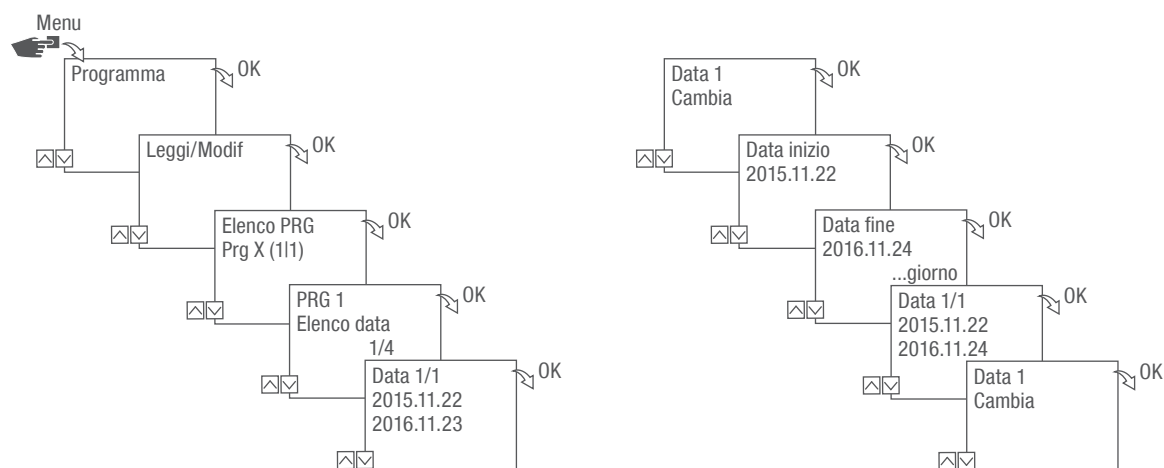 Menu
Programma
OK
Leggi/Modif
OK
Elenco PRG
Prg X (1|1)
OK
PRG 1
Elenco data
1/4
OK
Data 1/1
2015.11.22
2016.11.23
OK
Data 1
Cambia
OK
Data inizio
2015.11.22
OK
Data fine
2016.11.24
...giorno
OK
Data 1/1
2015.11.22
2016.11.24
OK
Data 1
Cambia
OK